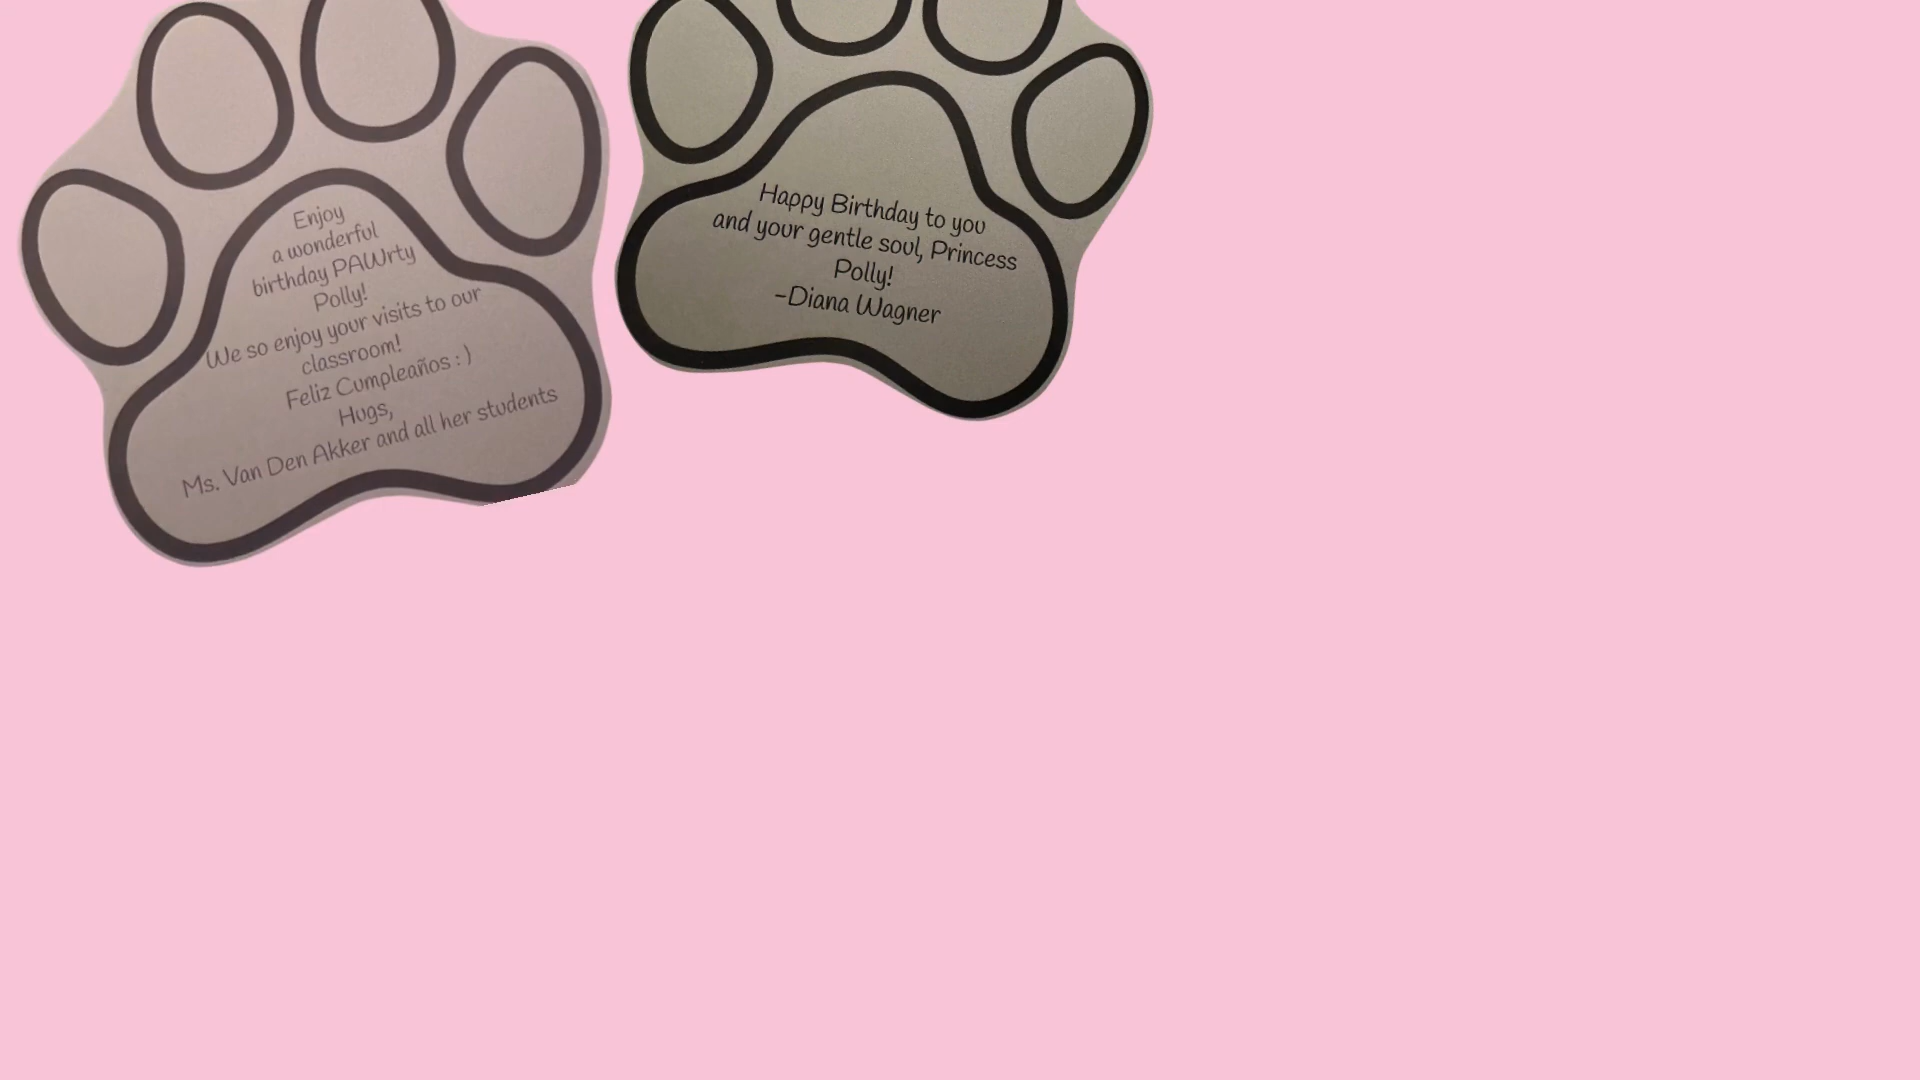 Enjoy
a wonderful
birthday PAWrty
Polly!
We so enjoy your visits to our
classroom!
Feliz Cumpleaños : )
Hugs,
Ms. Van Den Akker and all her students
Happy Birthday to you
and your gentle soul, Princess
Polly!
-Diana Wagner